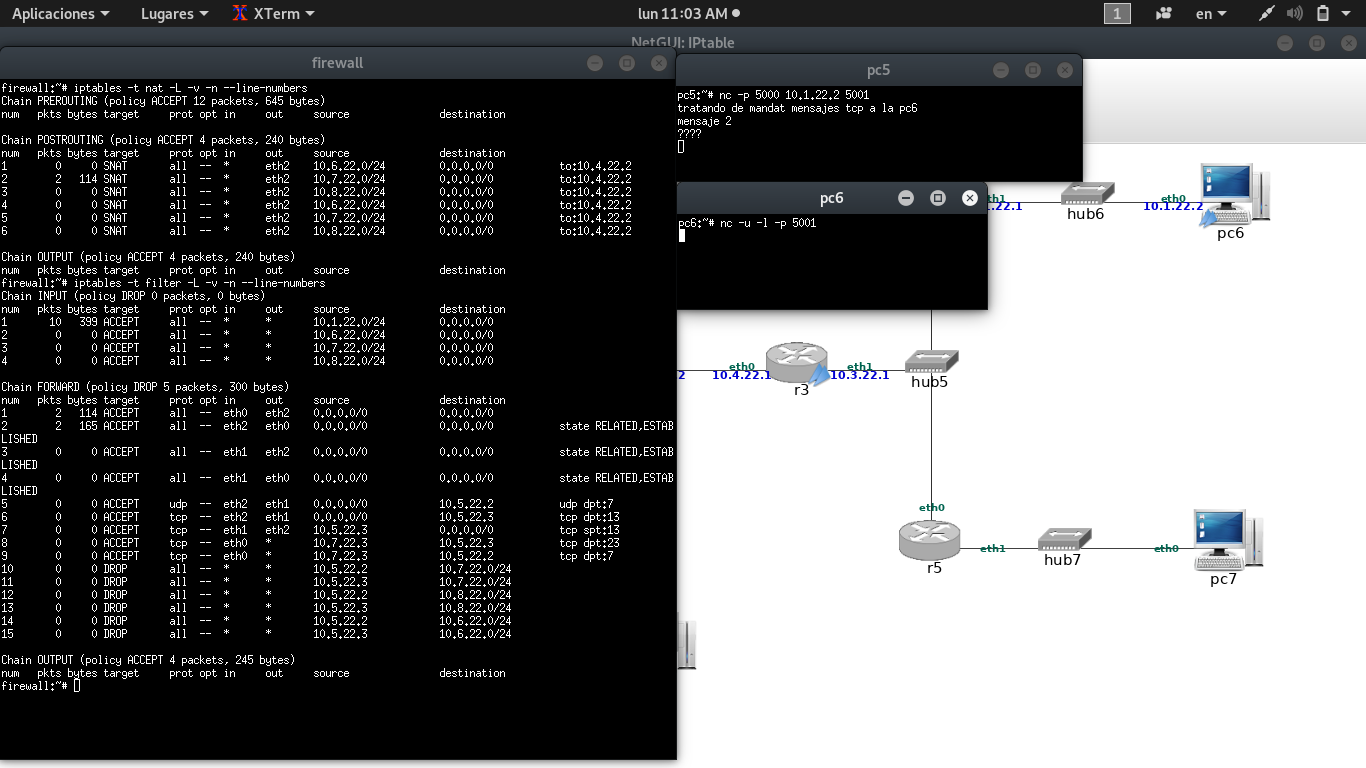 Aplicaciones Lugares XTerm lun 11:03 AM 1 en
NetGUI: IPtable
firewall
firewall:~# iptables -t nat -L -v -n --line-numbers
Chain PREROUTING (policy ACCEPT 12 packets, 645 bytes)
num pkts bytes target prot opt in out source destination
Chain POSTROUTING (policy ACCEPT 4 packets, 240 bytes)
num pkts bytes target prot opt in out source destination
1 0 0 SNAT all -- * eth2 10.6.22.0/24 0.0.0.0/0 to:10.4.22.2
2 2 114 SNAT all -- * eth2 10.7.22.0/24 0.0.0.0/0 to:10.4.22.2
3 0 0 SNAT all -- * eth2 10.8.22.0/24 0.0.0.0/0 to:10.4.22.2
4 0 0 SNAT all -- * eth2 10.6.22.0/24 0.0.0.0/0 to:10.4.22.2
5 0 0 SNAT all -- * eth2 10.7.22.0/24 0.0.0.0/0 to:10.4.22.2
6 0 0 SNAT all -- * eth2 10.8.22.0/24 0.0.0.0/0 to:10.4.22.2
Chain OUTPUT (policy ACCEPT 4 packets, 240 bytes)
num pkts bytes target prot opt in out source destination
firewall:~# iptables -t filter -L -v -n --line-numbers
Chain INPUT (policy DROP 0 packets, 0 bytes)
num pkts bytes target prot opt in out source destination
1 10 399 ACCEPT all -- * * 10.1.22.0/24 0.0.0.0/0
2 0 0 ACCEPT all -- * * 10.6.22.0/24 0.0.0.0/0
3 0 0 ACCEPT all -- * * 10.7.22.0/24 0.0.0.0/0
4 0 0 ACCEPT all -- * * 10.8.22.0/24 0.0.0.0/0
Chain FORWARD (policy DROP 5 packets, 300 bytes)
num pkts bytes target prot opt in out source destination
1 2 114 ACCEPT all -- eth0 eth2 0.0.0.0/0 0.0.0.0/0
2 2 165 ACCEPT all -- eth2 eth0 0.0.0.0/0 0.0.0.0/0 state RELATED,ESTAB
LISHED
3 0 0 ACCEPT all -- eth1 eth2 0.0.0.0/0 0.0.0.0/0 state RELATED,ESTAB
LISHED
4 0 0 ACCEPT all -- eth1 eth0 0.0.0.0/0 0.0.0.0/0 state RELATED,ESTAB
LISHED
5 0 0 ACCEPT udp -- eth2 eth1 0.0.0.0/0 10.5.22.2 udp dpt:7
6 0 0 ACCEPT tcp -- eth2 eth1 0.0.0.0/0 10.5.22.3 tcp dpt:13
7 0 0 ACCEPT tcp -- eth1 eth2 10.5.22.3 0.0.0.0/0 tcp spt:13
8 0 0 ACCEPT tcp -- eth0 * 10.7.22.3 10.5.22.3 tcp dpt:23
9 0 0 ACCEPT tcp -- eth0 * 10.7.22.3 10.5.22.2 tcp dpt:7
10 0 0 DROP all -- * * 10.5.22.2 10.7.22.0/24
11 0 0 DROP all -- * * 10.5.22.3 10.7.22.0/24
12 0 0 DROP all -- * * 10.5.22.2 10.8.22.0/24
13 0 0 DROP all -- * * 10.5.22.3 10.8.22.0/24
14 0 0 DROP all -- * * 10.5.22.2 10.6.22.0/24
15 0 0 DROP all -- * * 10.5.22.3 10.6.22.0/24
Chain OUTPUT (policy ACCEPT 4 packets, 245 bytes)
num pkts bytes target prot opt in out source destination
firewall:~#
pc5
pc5:~# nc -p 5000 10.1.22.2 5001
tratando de mandat mensajes tcp a la pc6
mensaje 2
????
pc6
pc6:~# nc -u -l -p 5001
eth1 eth0
.1.22.1 10.1.22.2
hub6
pc6
eth0 eth1
2 10.4.22.1 10.3.22.1
r3
hub5
eth0
eth1 eth0
r5
hub7
pc7